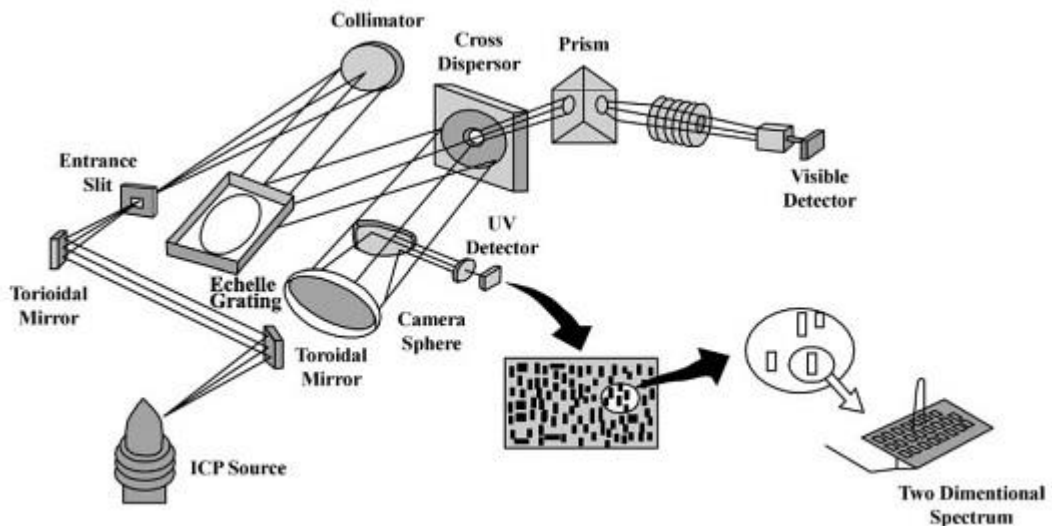 Collimator
Cross
Dispersor
Prism
Entrance
Slit
Visible
Detector
UV
Detector
Torioidal
Mirror
Echelle
Grating
Camera
Sphere
Toroidal
Mirror
ICP Source
Two Dimentional
Spectrum